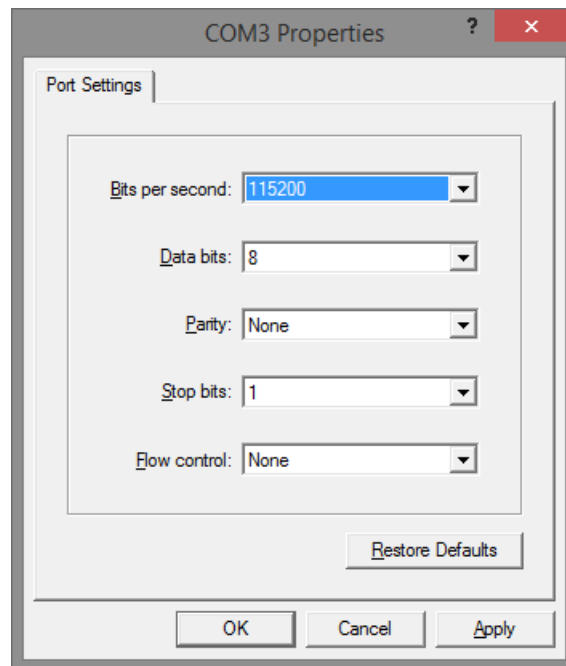 COM3 Properties ? ×
Port Settings
Bits per second: 115200
Data bits: 8
Parity: None
Stop bits: 1
Flow control: None
Restore Defaults
OK Cancel Apply